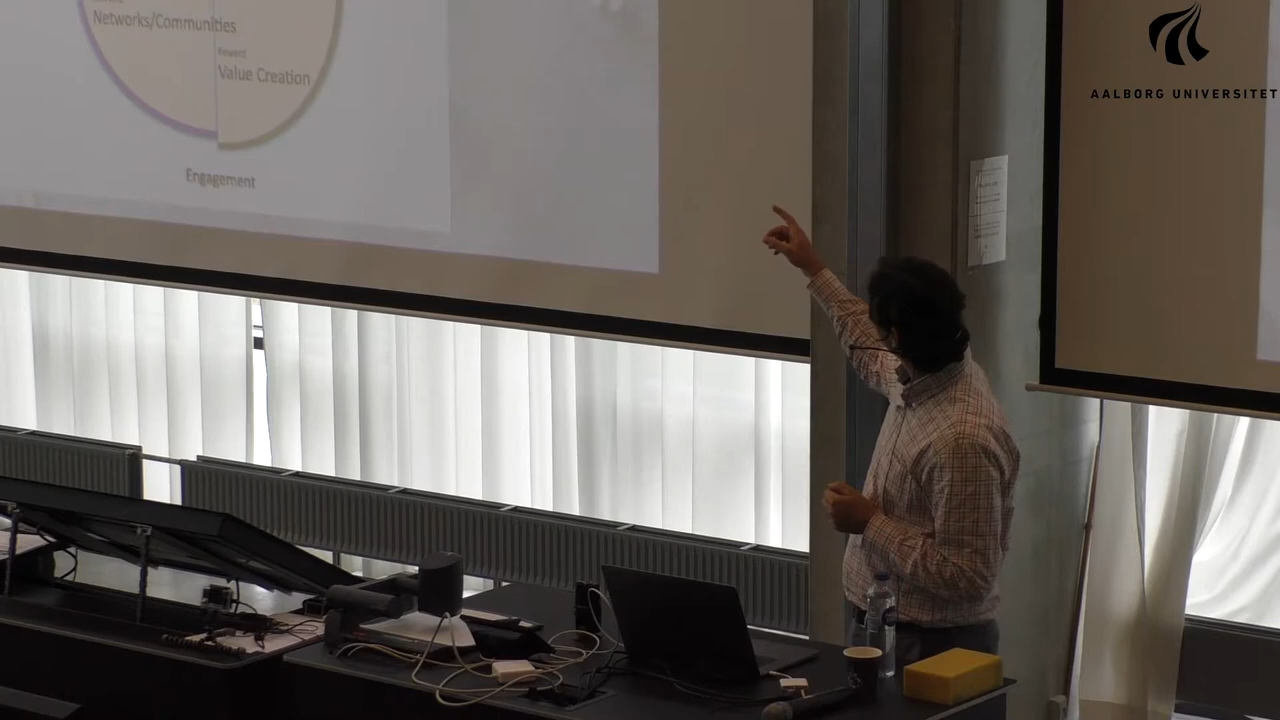 Networks/Communities
Reward
Value Creation
Engagement
AALBORG UNIVERSITET